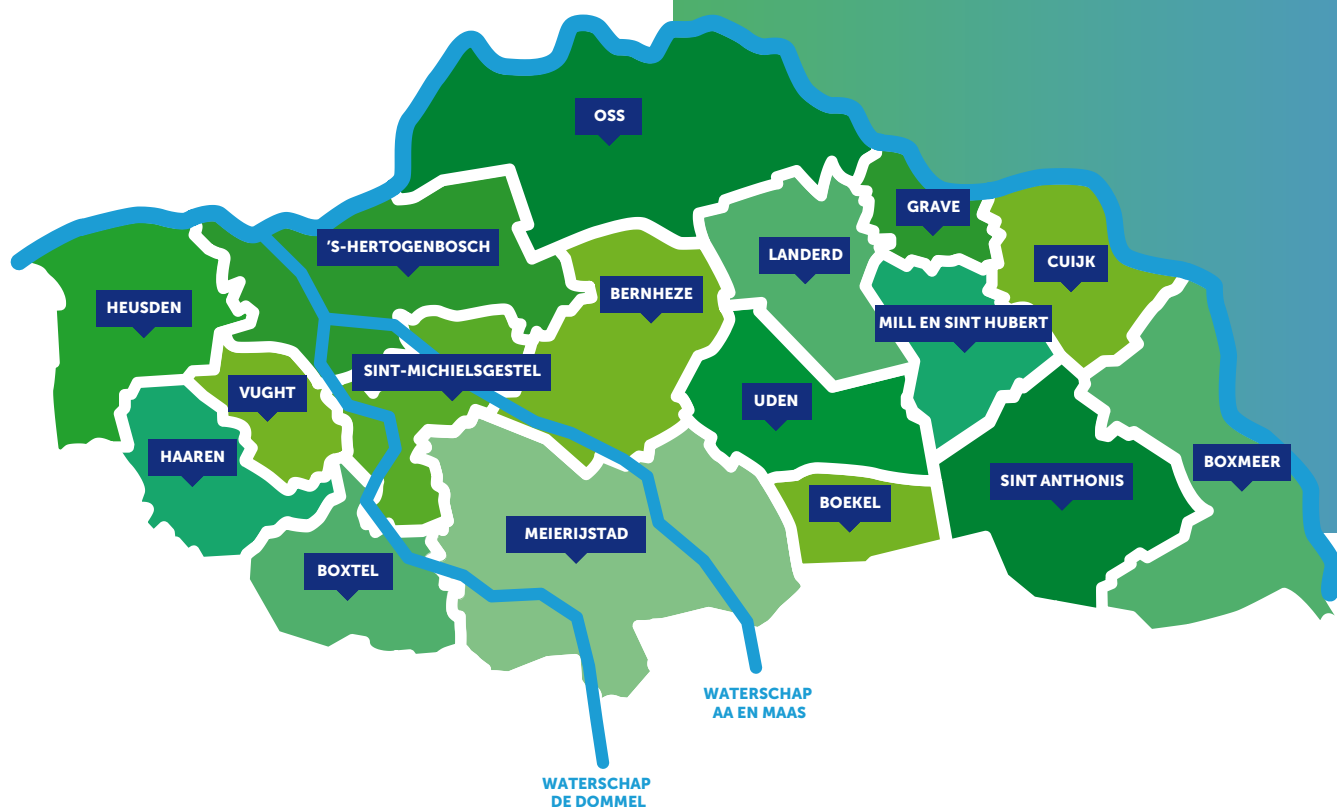 OSS
GRAVE
'S-HERTOGENBOSCH
LANDERD
CUIJK
BERNHEZE
HEUSDEN
MILL EN SINT HUBERT
SINT-MICHIELSGESTEL
VUGHT
UDEN
HAAREN
BOXMEER
SINT ANTHONIS
BOEKEL
MEIERIJSTAD
BOXTEL
WATERSCHAP
AA EN MAAS
WATERSCHAP
DE DOMMEL